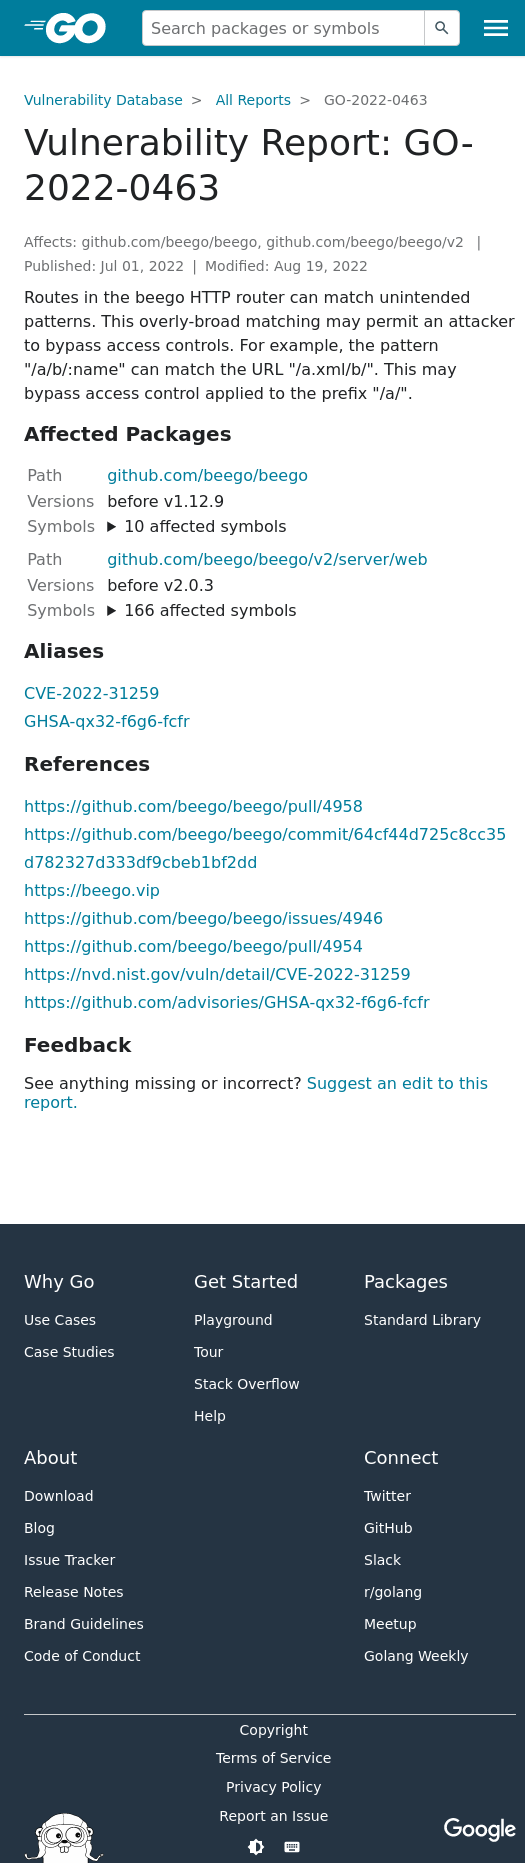 GO
Search packages or symbols
Vulnerability Database > All Reports > GO-2022-0463
Vulnerability Report: GO-
2022-0463
Affects: github.com/beego/beego, github.com/beego/beego/v2 |
Published: Jul 01, 2022 | Modified: Aug 19, 2022
Routes in the beego HTTP router can match unintended
patterns. This overly-broad matching may permit an attacker
to bypass access controls. For example, the pattern
"/a/b/:name" can match the URL "/a.xml/b/". This may
bypass access control applied to the prefix "/a/".
Affected Packages
Path github.com/beego/beego
Versions before v1.12.9
Symbols ▶ 10 affected symbols
Path github.com/beego/beego/v2/server/web
Versions before v2.0.3
Symbols ▶ 166 affected symbols
Aliases
CVE-2022-31259
GHSA-qx32-f6g6-fcfr
References
https://github.com/beego/beego/pull/4958
https://github.com/beego/beego/commit/64cf44d725c8cc35
d782327d333df9cbeb1bf2dd
https://beego.vip
https://github.com/beego/beego/issues/4946
https://github.com/beego/beego/pull/4954
https://nvd.nist.gov/vuln/detail/CVE-2022-31259
https://github.com/advisories/GHSA-qx32-f6g6-fcfr
Feedback
See anything missing or incorrect? Suggest an edit to this
report.
Why Go
Use Cases
Case Studies
Get Started
Playground
Tour
Stack Overflow
Help
Packages
Standard Library
About
Download
Blog
Issue Tracker
Release Notes
Brand Guidelines
Code of Conduct
Connect
Twitter
GitHub
Slack
r/golang
Meetup
Golang Weekly
Copyright
Terms of Service
Privacy Policy
Report an Issue
Google